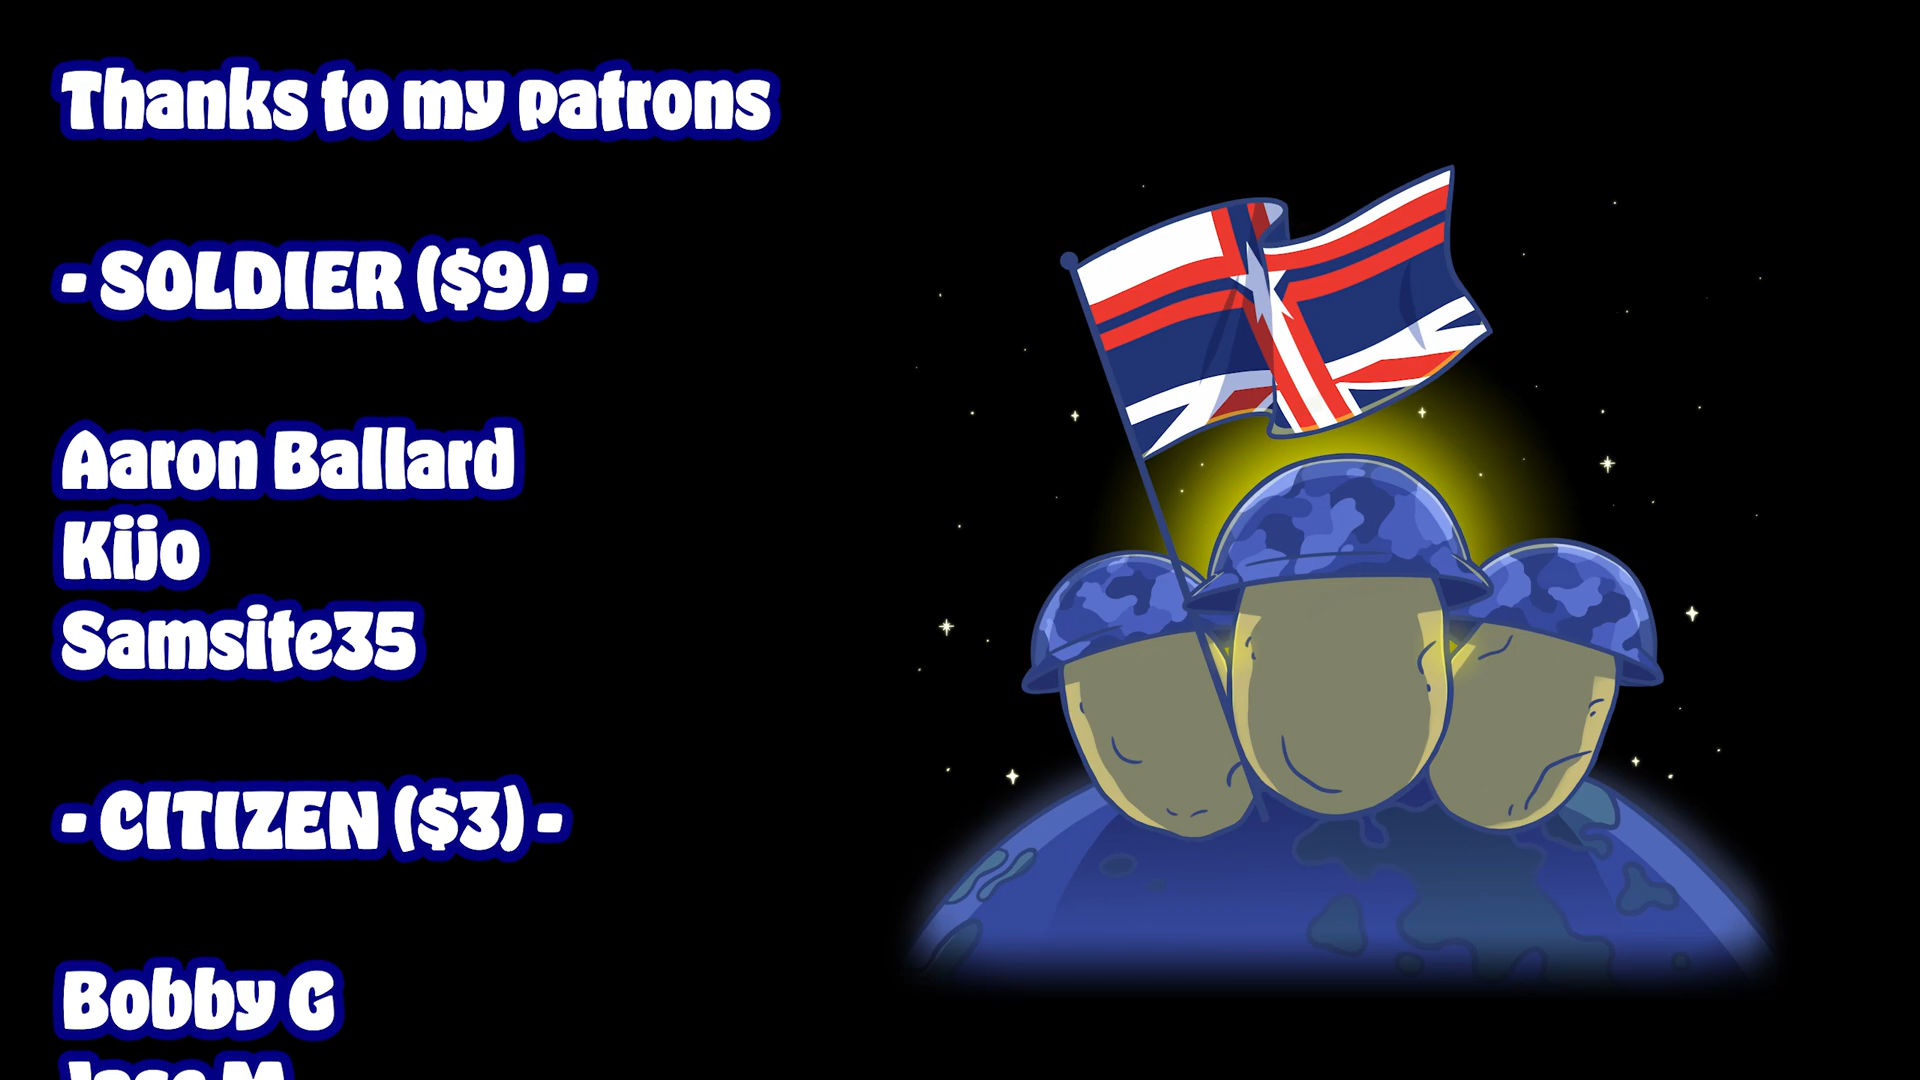 Thanks to my patrons
- SOLDIER ($9) -
Aaron Ballard
Kijo
Samsite35
- CITIZEN ($3) -
Bobby G